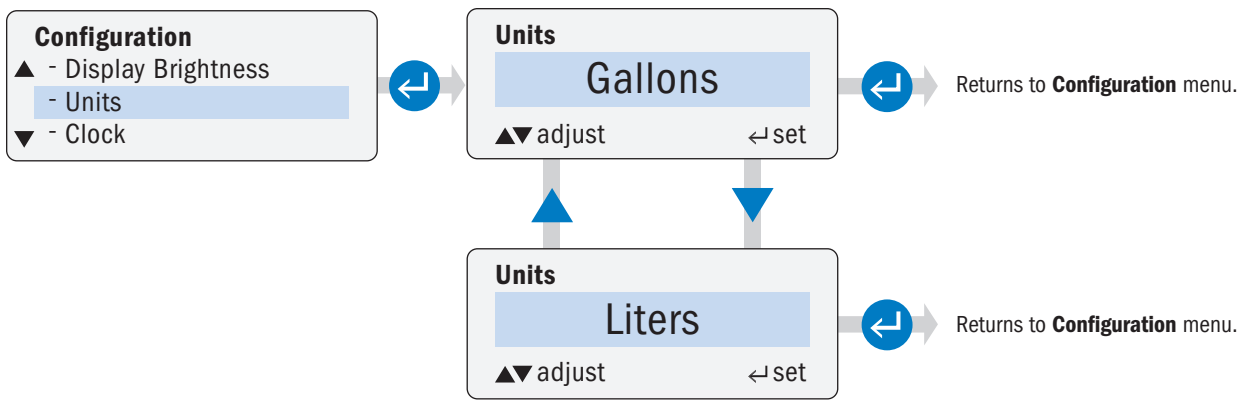 Configuration
▲ - Display Brightness
- Units
▼ - Clock
Units
Gallons
▲▼ adjust ↵ set
Returns to Configuration menu.
Units
Liters
▲▼ adjust ↵ set
Returns to Configuration menu.